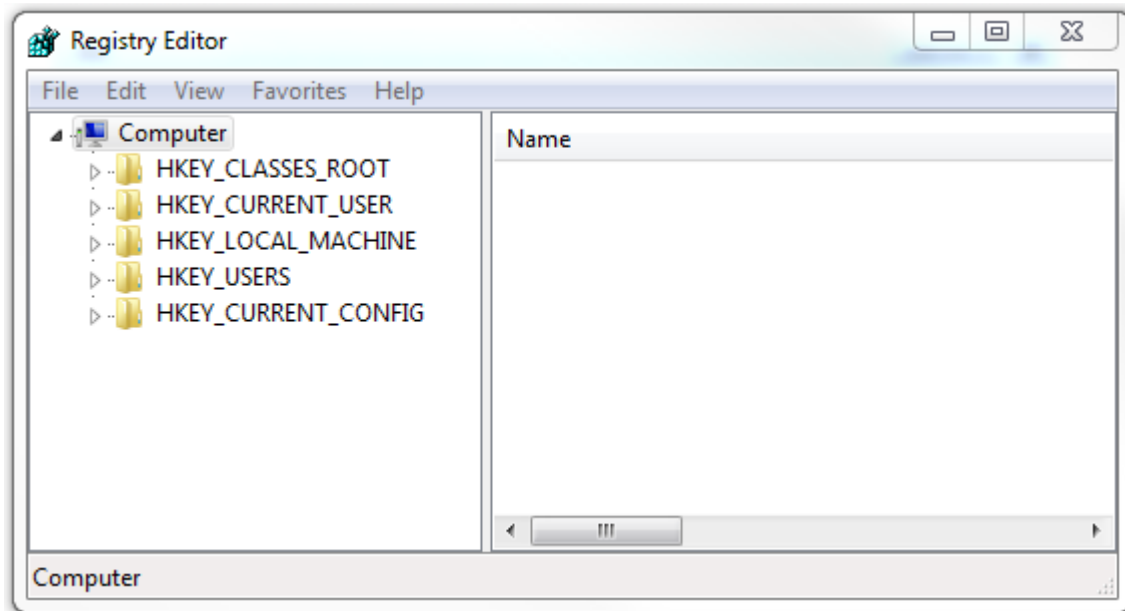 Registry Editor
File Edit View Favorites Help
Computer
HKEY_CLASSES_ROOT
HKEY_CURRENT_USER
HKEY_LOCAL_MACHINE
HKEY_USERS
HKEY_CURRENT_CONFIG
Name
Computer